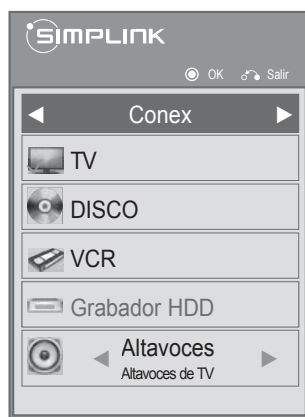 SIMPLINK
OK Salir
Conex
TV
DISCO
VCR
Grabador HDD
Altavoces
Altavoces de TV